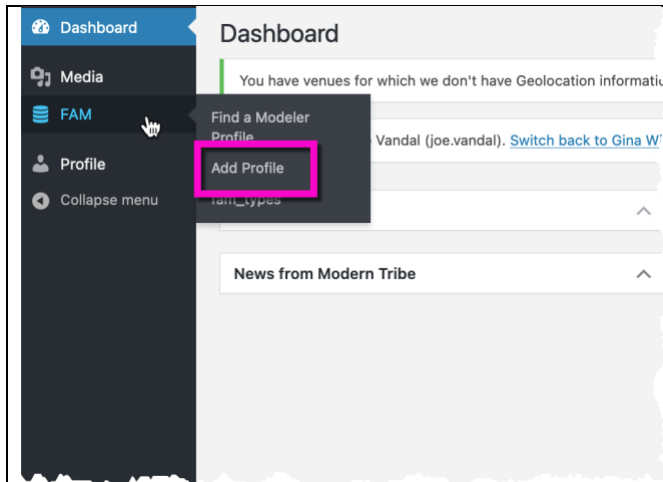 Dashboard
Dashboard
Media
You have venues for which we don't have Geolocation
FAM
Find a Modeler
Profile
Vandal (joe.vandal). Switch back to Gina
Profile
Add Profile
fam_types
Collapse menu
News from Modern Tribe